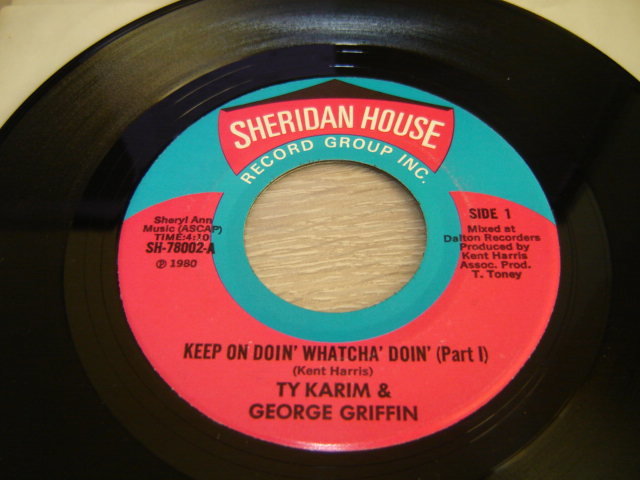 SHERIDAN HOUSE
RECORD GROUP INC.
Sheryl Ann
Music (ASCAP)
TIME:4:10
SH-78002-A
℗ 1980
SIDE 1
Mixed at
Dalton Recorders
Produced by
Kent Harris
Assoc. Prod.
T. Toney
KEEP ON DOIN' WHATCHA' DOIN' (Part I)
(Kent Harris)
TY KARIM &
GEORGE GRIFFIN